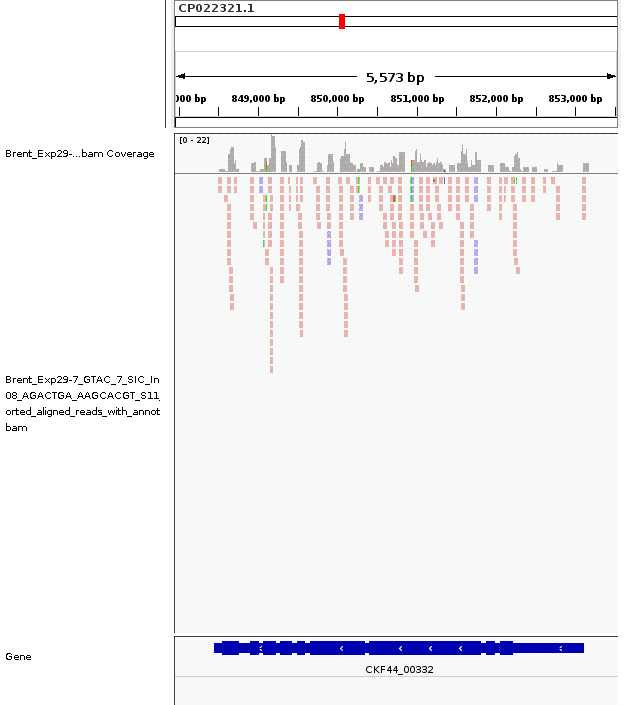 CP022321.1
5,573 bp
000 bp 849,000 bp 850,000 bp 851,000 bp 852,000 bp 853,000 bp
[0 - 22]
Brent_Exp29-...bam Coverage
Brent_Exp29-7_GTAC_7_SIC_In
08_AGACTGA_AAGCACGT_S11_
orted_aligned_reads_with_annot
bam
Gene
CKF44_00332